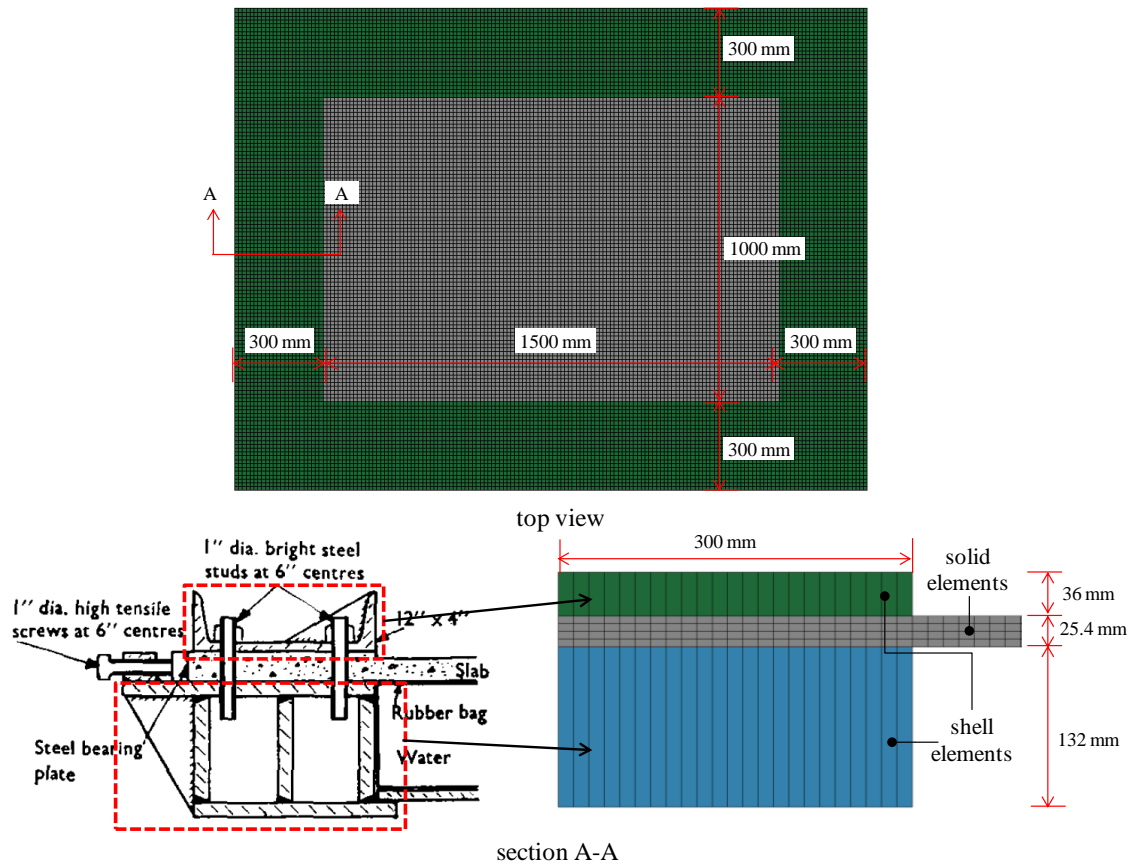 300 mm
A
A
1000 mm
300 mm
1500 mm
300 mm
300 mm
top view
1" dia. bright steel
studs at 6" centres
1" dia. high tensile
screws at 6" centres
12" x 4"
Slab
Rubber bag
Steel bearing
plate
Water
300 mm
solid
elements
36 mm
25.4 mm
shell
elements
132 mm
section A-A